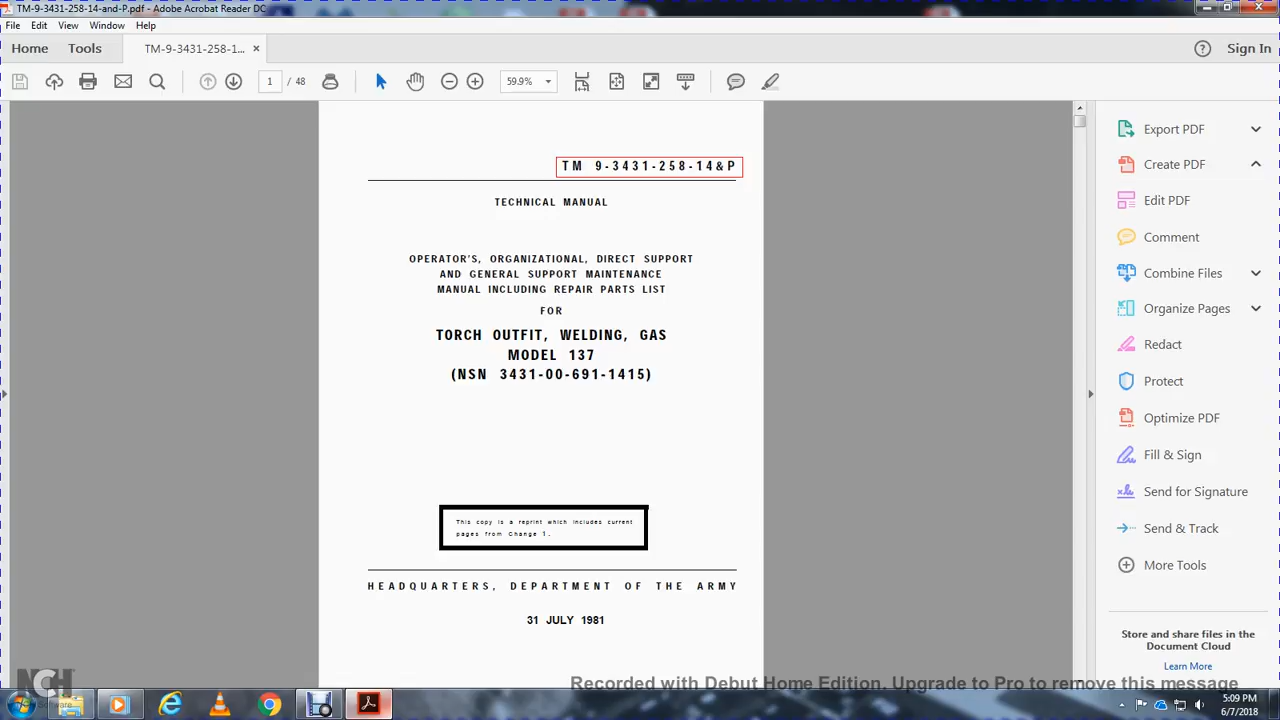 TM-9-3431-258-14-and-P.pdf - Adobe Acrobat Reader DC
File Edit View Window Help
Home Tools TM-9-3431-258-1... × Sign In
1 / 48 59.9%
TM 9-3431-258-14&P
TECHNICAL MANUAL
OPERATOR'S, ORGANIZATIONAL, DIRECT SUPPORT
AND GENERAL SUPPORT MAINTENANCE
MANUAL INCLUDING REPAIR PARTS LIST
FOR
TORCH OUTFIT, WELDING, GAS
MODEL 137
(NSN 3431-00-691-1415)
This copy is a reprint which includes current
pages from Change 1.
HEADQUARTERS, DEPARTMENT OF THE ARMY
31 JULY 1981
Export PDF
Create PDF
Edit PDF
Comment
Combine Files
Organize Pages
Redact
Protect
Optimize PDF
Fill & Sign
Send for Signature
Send & Track
More Tools
Store and share files in the
Document Cloud
Learn More
NCH
Recorded with Debut Home Edition. Upgrade to Pro to remove this message
5:09 PM
6/7/2018